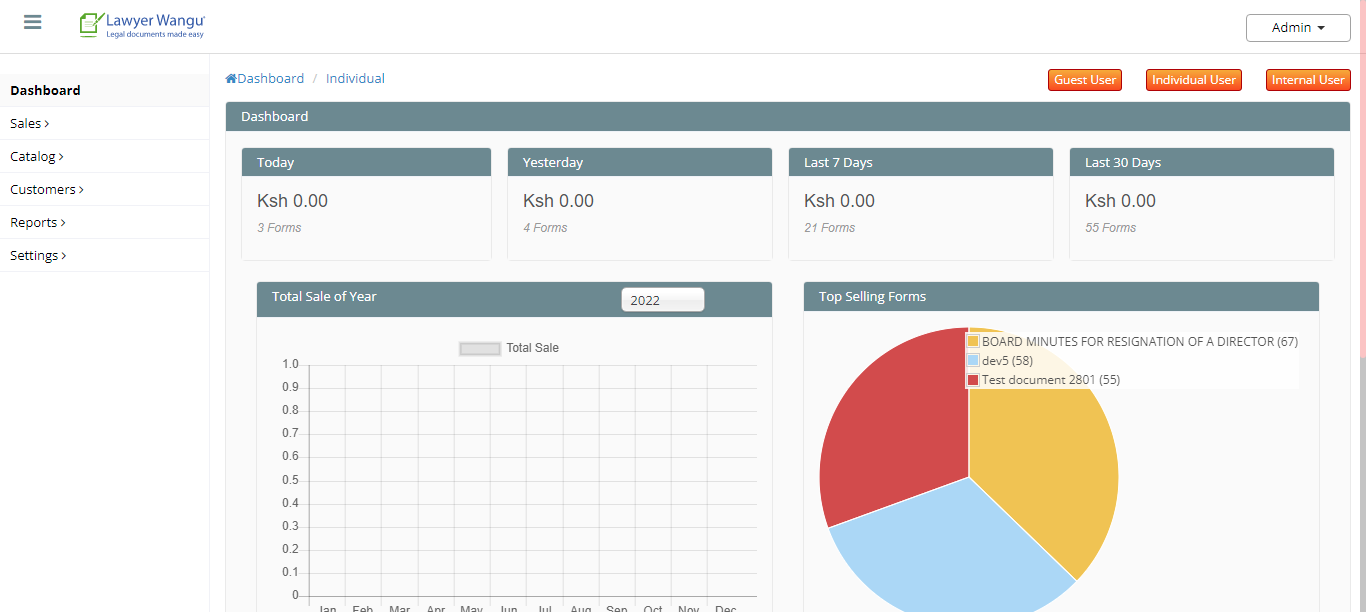 Lawyer Wangu
Legal documents made easy
Admin
Dashboard
Sales >
Catalog >
Customers >
Reports >
Settings >
Dashboard / Individual
Guest User
Individual User
Internal User
Dashboard
Today
Ksh 0.00
3 Forms
Yesterday
Ksh 0.00
4 Forms
Last 7 Days
Ksh 0.00
21 Forms
Last 30 Days
Ksh 0.00
55 Forms
Total Sale of Year
2022
Total Sale
1.0
0.9
0.8
0.7
0.6
0.5
0.4
0.3
0.2
0.1
0
Jan Feb Mar Apr May Jun Jul Aug Sep Oct Nov Dec
Top Selling Forms
BOARD MINUTES FOR RESIGNATION OF A DIRECTOR (67)
dev5 (58)
Test document 2801 (55)